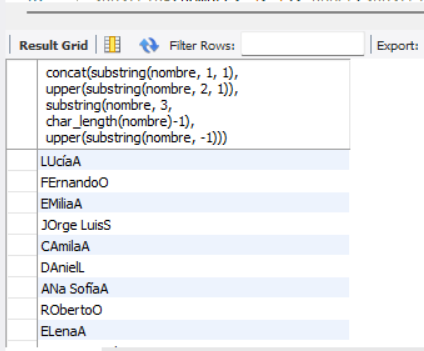 Result Grid Filter Rows: Export:
concat(substring(nombre, 1, 1),
upper(substring(nombre, 2, 1)),
substring(nombre, 3,
char_length(nombre)-1),
upper(substring(nombre, -1)))
LUcíaA
FErnandoO
EMiliaA
JOrge LuisS
CAmilaA
DAnielL
ANa SofíaA
RObertoO
ELenaA